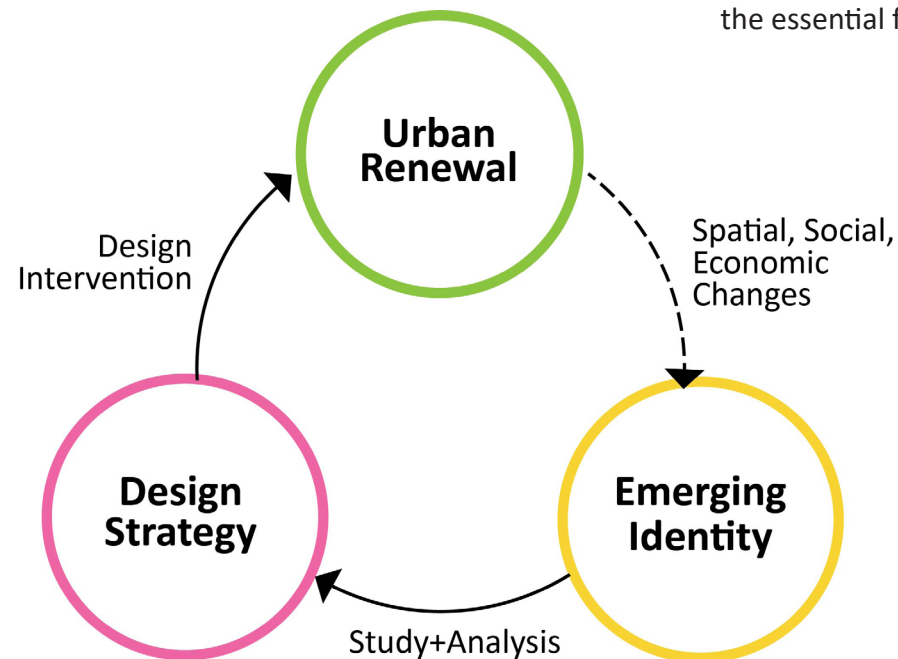 the essential f
Urban
Renewal
Design
Intervention
Spatial, Social,
Economic
Changes
Design
Strategy
Emerging
Identity
Study+Analysis